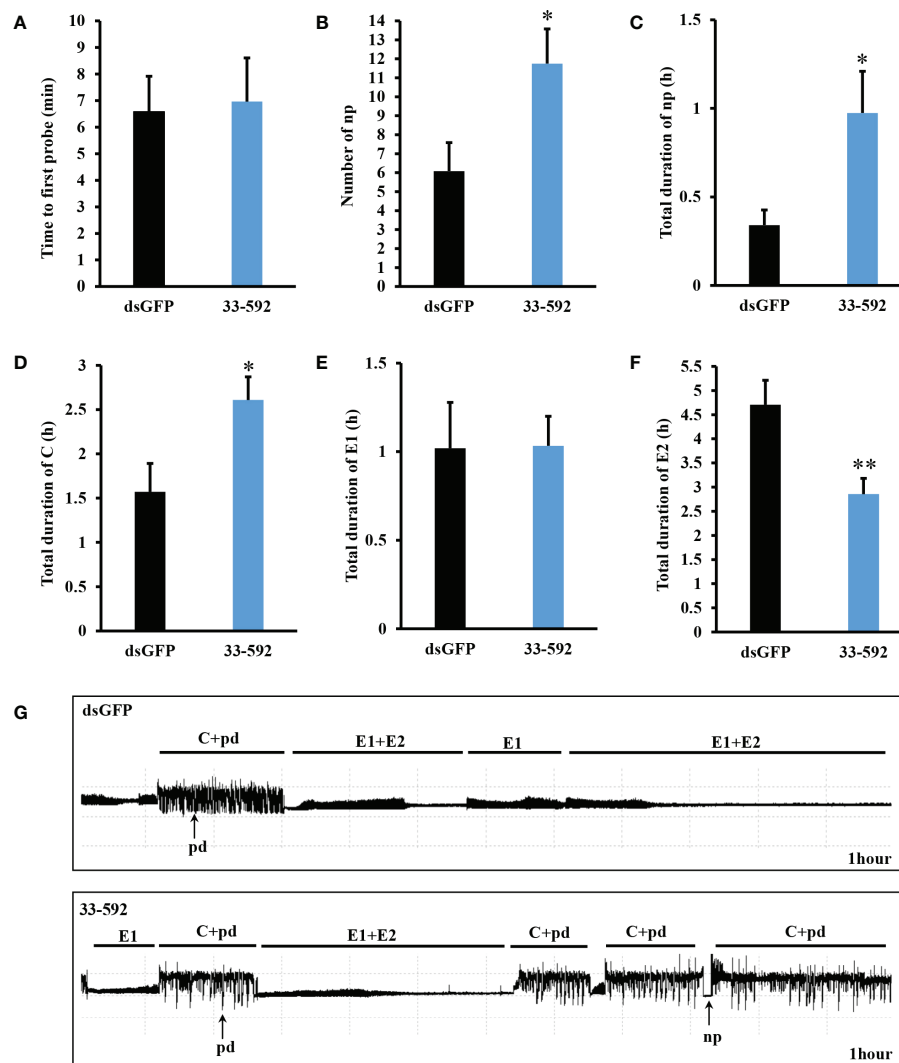 A
Time to first probe (min)
10
9
8
7
6
5
4
3
2
1
0
dsGFP 33-592
B
Number of np
14
13
12
11
10
9
8
7
6
5
4
3
2
1
0
*
dsGFP 33-592
C
Total duration of np (h)
1.5
1
0.5
0
*
dsGFP 33-592
D
Total duration of C (h)
3
2.5
2
1.5
1
0.5
0
*
dsGFP 33-592
E
Total duration of E1 (h)
1.5
1
0.5
0
dsGFP 33-592
F
Total duration of E2 (h)
5.5
5
4.5
4
3.5
3
2.5
2
1.5
1
0.5
0
**
dsGFP 33-592
G
dsGFP
C+pd E1+E2 E1 E1+E2
pd
1hour
33-592
E1 C+pd E1+E2 C+pd C+pd C+pd
pd np
1hour